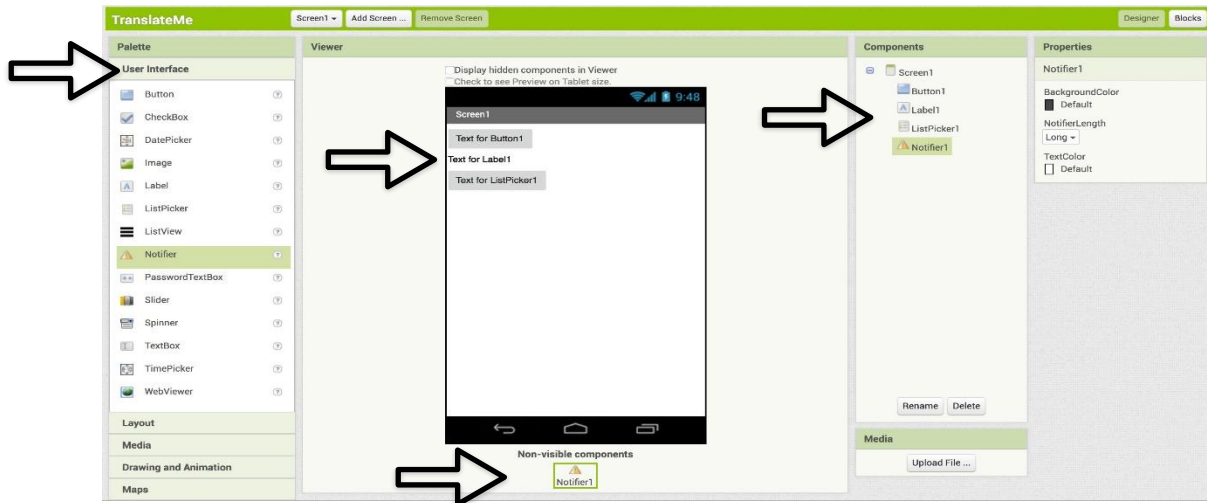 TranslateMe
Screen1
Add Screen ...
Remove Screen
Designer
Blocks
Palette
User Interface
Button
CheckBox
DatePicker
Image
Label
ListPicker
ListView
Notifier
PasswordTextBox
Slider
Spinner
TextBox
TimePicker
WebViewer
Layout
Media
Drawing and Animation
Maps
Viewer
Display hidden components in Viewer
Check to see Preview on Tablet size.
9:48
Screen1
Text for Button1
Text for Label1
Text for ListPicker1
Non-visible components
Notifier1
Components
Screen1
Button1
Label1
ListPicker1
Notifier1
Rename
Delete
Media
Upload File ...
Properties
Notifier1
BackgroundColor
Default
NotifierLength
Long
TextColor
Default